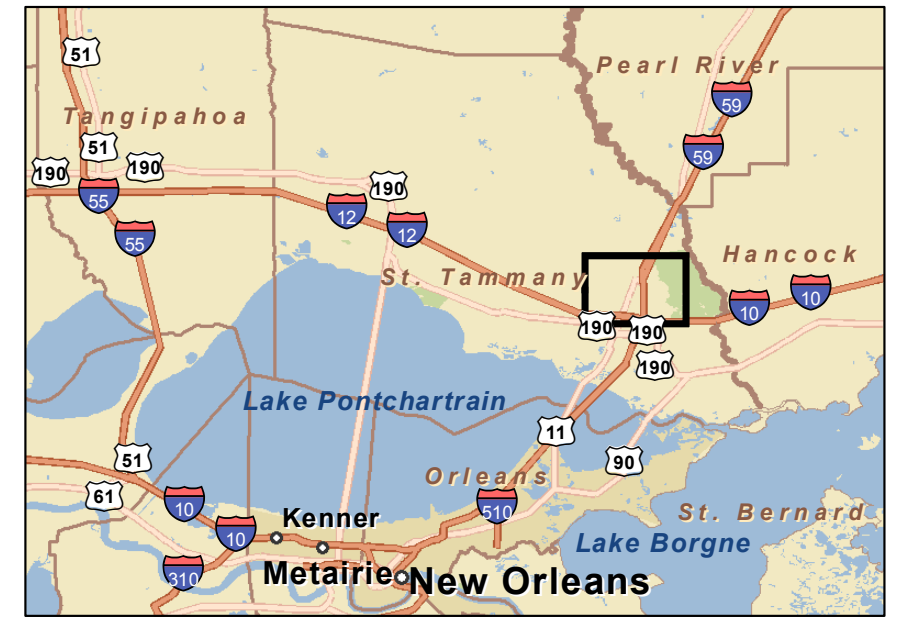 51
Pearl River
59
Tangipahoa
51
59
190
190
190
55
12
12
55
Hancock
St. Tammany
10
10
190
190
190
Lake Pontchartrain
11
51
90
Orleans
61
10
510
St. Bernard
Kenner
10
Lake Borgne
310
Metairie
New Orleans